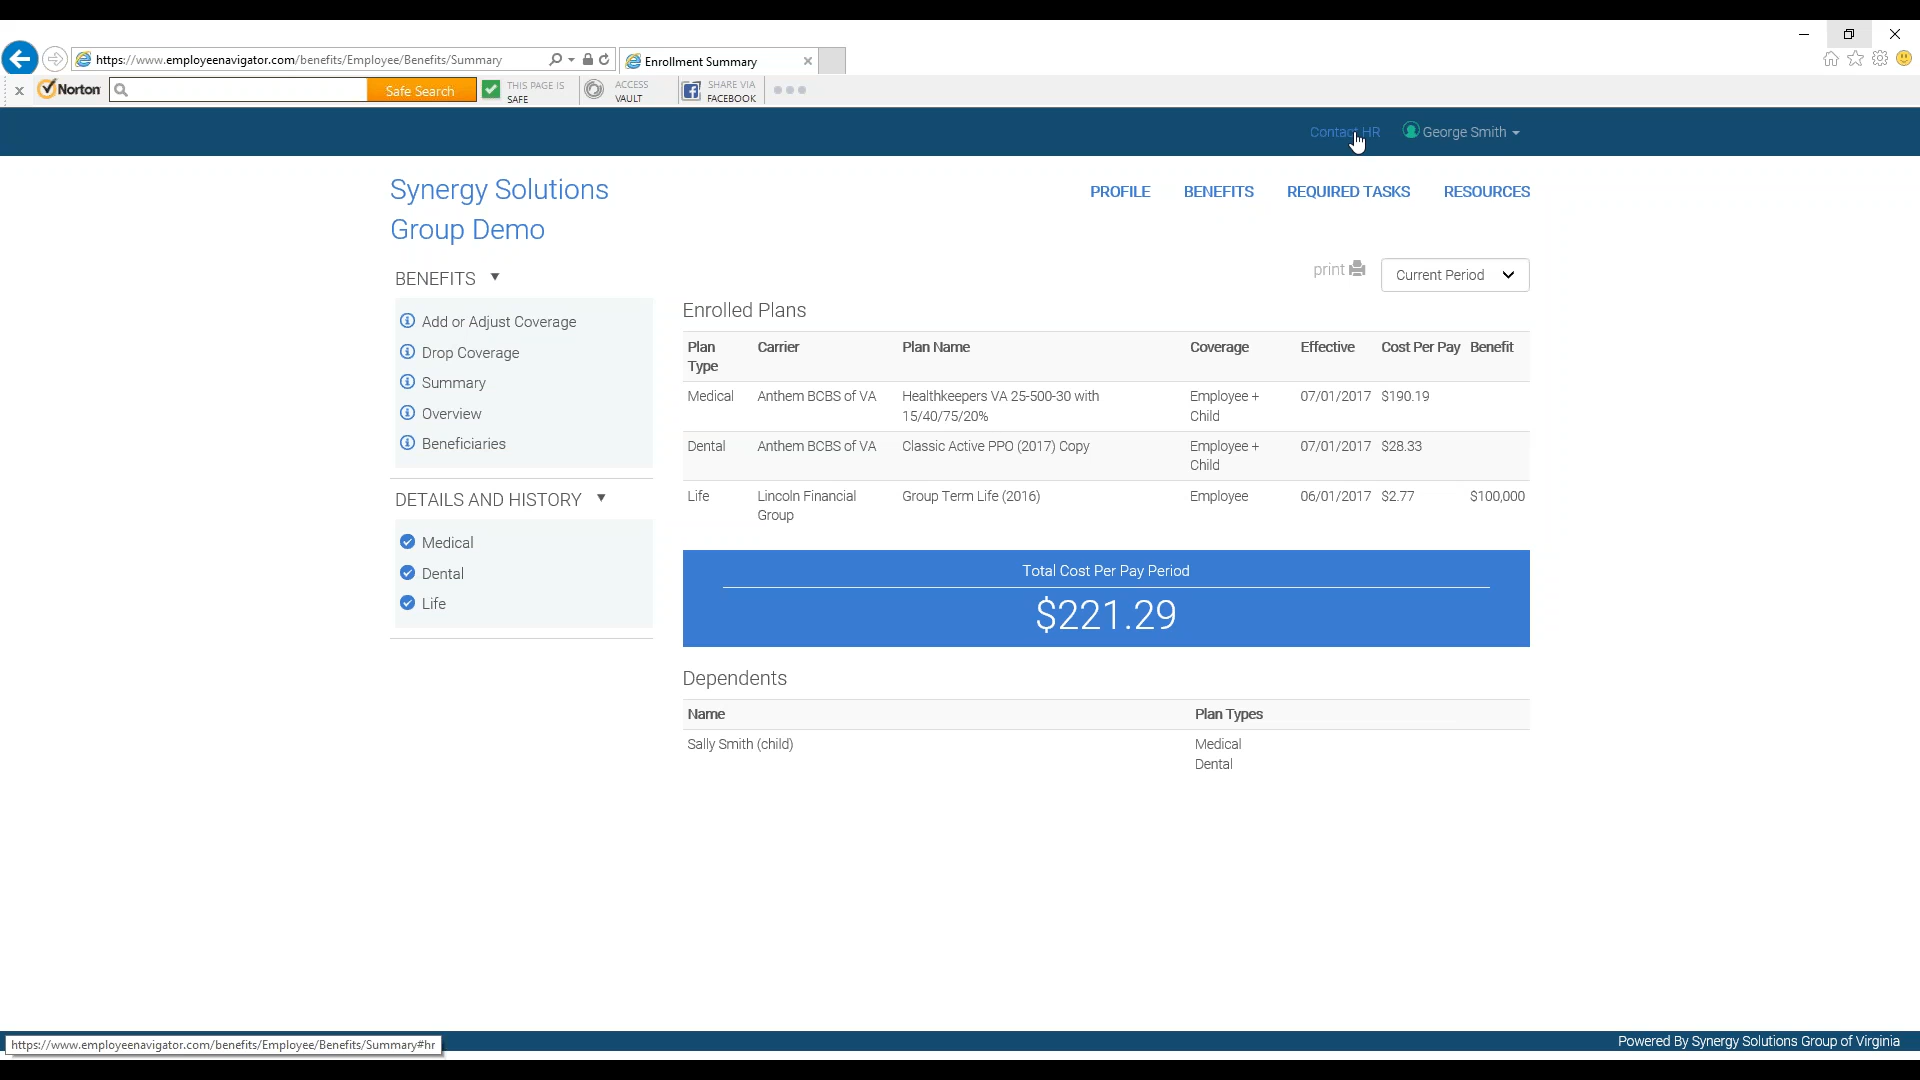 https://www.employeenavigator.com/benefits/Employee/Benefits/Summary
Enrollment Summary
Norton
Safe Search
THIS PAGE IS
SAFE
ACCESS
VAULT
SHARE VIA
FACEBOOK
Contact HR
George Smith
Synergy Solutions
Group Demo
PROFILE BENEFITS REQUIRED TASKS RESOURCES
BENEFITS
Add or Adjust Coverage
Drop Coverage
Summary
Overview
Beneficiaries
DETAILS AND HISTORY
Medical
Dental
Life
print
Current Period
Enrolled Plans
Plan Type Carrier Plan Name Coverage Effective Cost Per Pay Benefit
Medical Anthem BCBS of VA Healthkeepers VA 25-500-30 with 15/40/75/20% Employee + Child 07/01/2017 $190.19
Dental Anthem BCBS of VA Classic Active PPO (2017) Copy Employee + Child 07/01/2017 $28.33
Life Lincoln Financial Group Group Term Life (2016) Employee 06/01/2017 $2.77 $100,000
Total Cost Per Pay Period
$221.29
Dependents
Name Plan Types
Sally Smith (child) Medical
Dental
https://www.employeenavigator.com/benefits/Employee/Benefits/Summary#hr
Powered By Synergy Solutions Group of Virginia